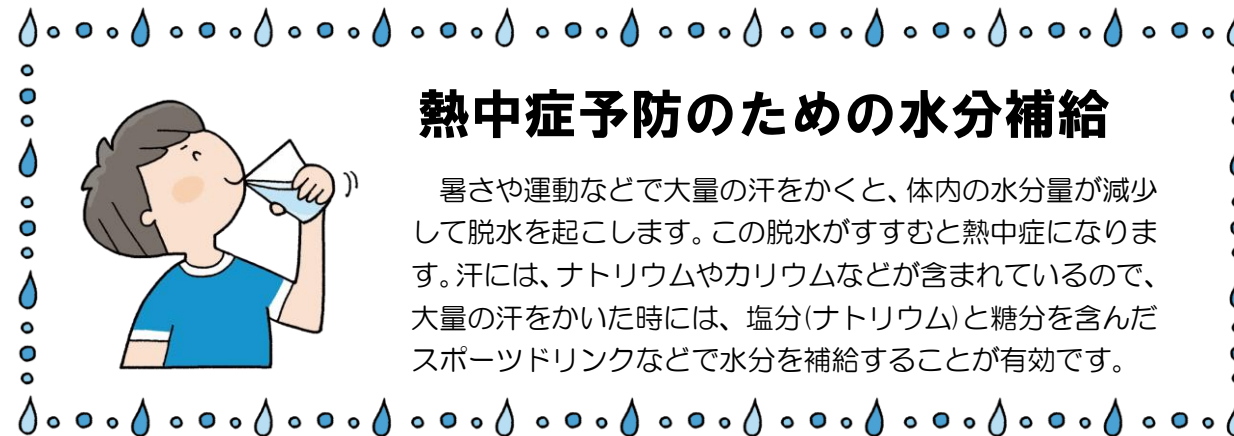 熱中症予防のための水分補給
　暑さや運動などで大量の汗をかくと、体内の水分量が減少
して脱水を起こします。この脱水がすすむと熱中症になりま
す。汗には、ナトリウムやカリウムなどが含まれているので、
大量の汗をかいた時には、塩分(ナトリウム)と糖分を含んだ
スポーツドリンクなどで水分を補給することが有効です。